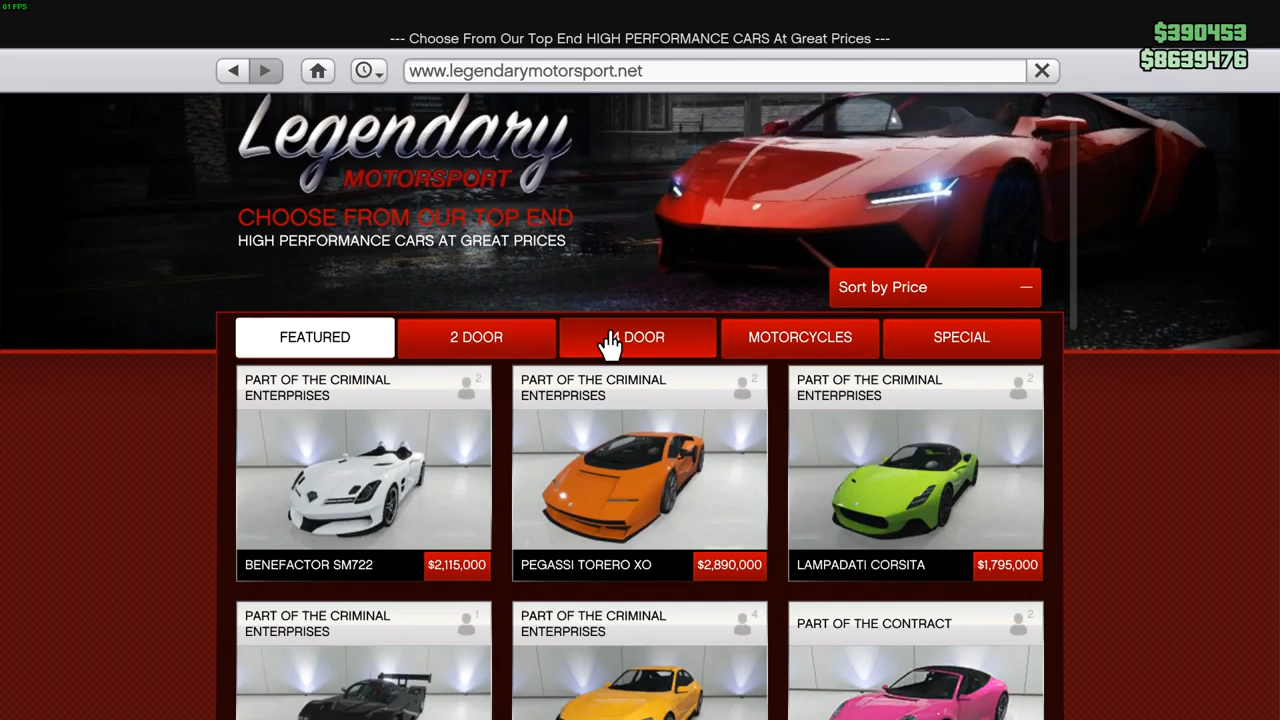 61 FPS
--- Choose From Our Top End HIGH PERFORMANCE CARS At Great Prices ---
$390453
$8639476
www.legendarymotorsport.net
Legendary
MOTORSPORT
CHOOSE FROM OUR TOP END
HIGH PERFORMANCE CARS AT GREAT PRICES
Sort by Price
FEATURED
2 DOOR
DOOR
MOTORCYCLES
SPECIAL
PART OF THE CRIMINAL
ENTERPRISES
2
PART OF THE CRIMINAL
ENTERPRISES
2
PART OF THE CRIMINAL
ENTERPRISES
2
BENEFACTOR SM722
$2,115,000
PEGASSI TORERO XO
$2,890,000
LAMPADATI CORSITA
$1,795,000
PART OF THE CRIMINAL
ENTERPRISES
1
PART OF THE CRIMINAL
ENTERPRISES
4
PART OF THE CONTRACT
2